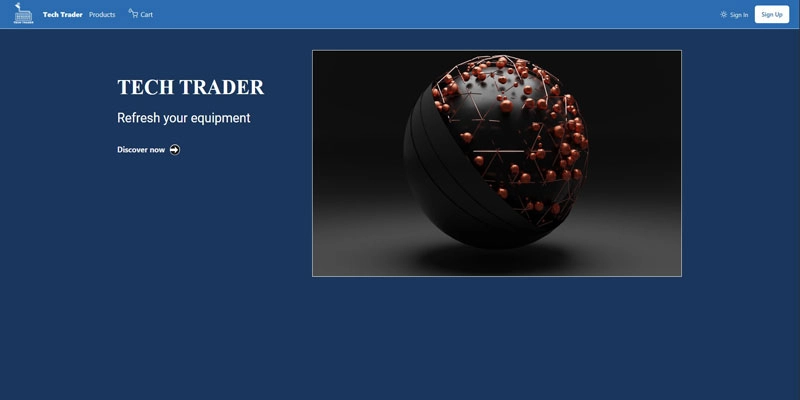 TECH TRADER
Tech Trader
Products
Cart
Sign In
Sign Up
TECH TRADER
Refresh your equipment
Discover now